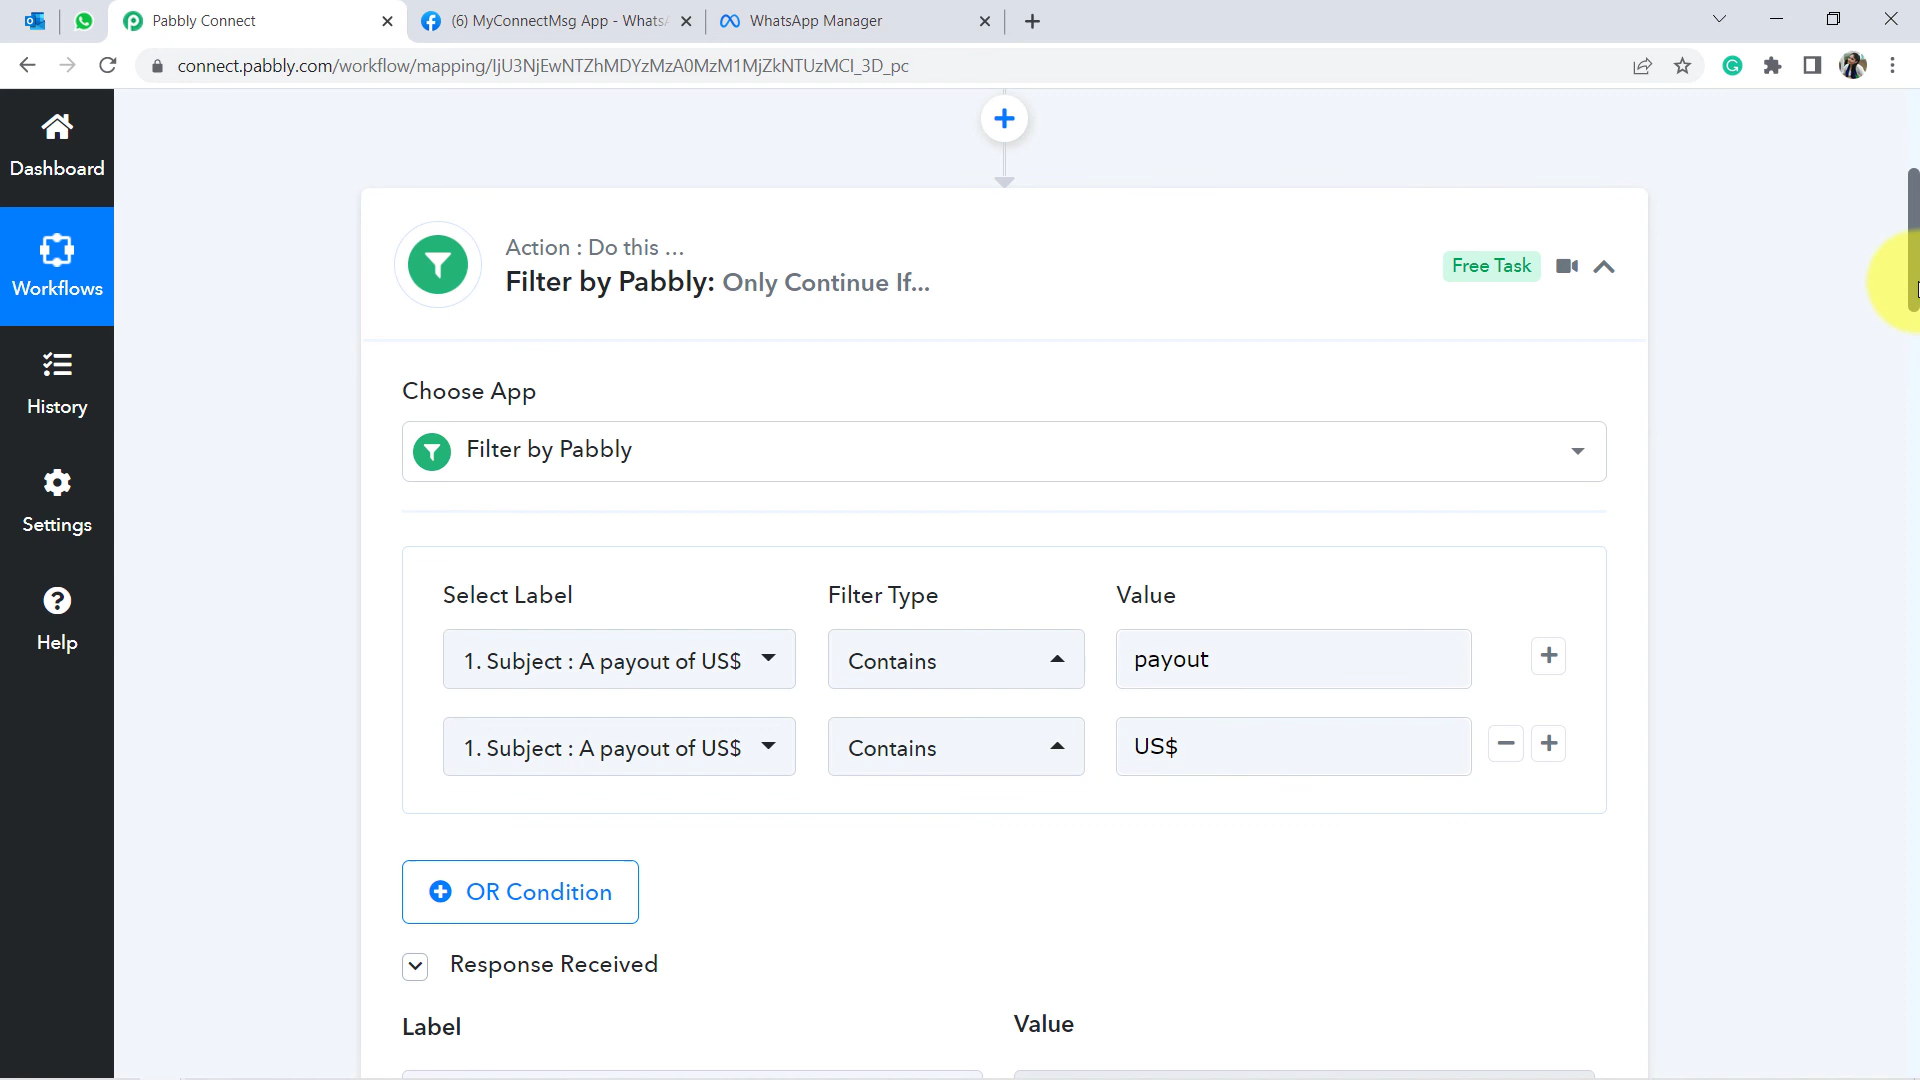 Pabbly Connect
(6) MyConnectMsg App - Whats
WhatsApp Manager
connect.pabbly.com/workflow/mapping/IjU3NjEwNTZhMDYzMzA0MzM1MjZkNTUzMCI_3D_pc
Dashboard
Workflows
History
Settings
Help
Action : Do this ...
Filter by Pabbly: Only Continue If...
Free Task
Choose App
Filter by Pabbly
Select Label
Filter Type
Value
1. Subject : A payout of US$
Contains
payout
1. Subject : A payout of US$
Contains
US$
OR Condition
Response Received
Label
Value